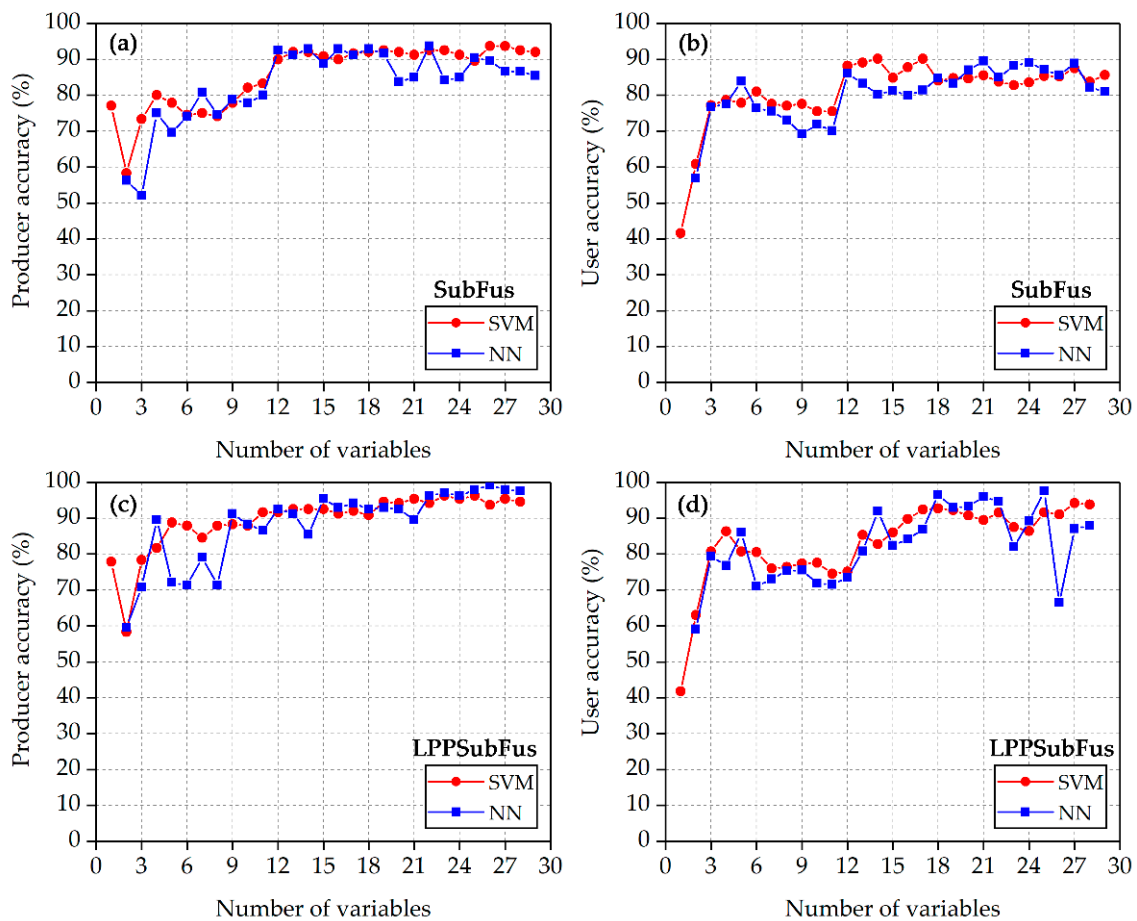 (a)
Producer accuracy (%)
100
90
80
70
60
50
40
30
20
10
0
SubFus
SVM
NN
0 3 6 9 12 15 18 21 24 27 30
Number of variables
(b)
User accuracy (%)
100
90
80
70
60
50
40
30
20
10
0
SubFus
SVM
NN
0 3 6 9 12 15 18 21 24 27 30
Number of variables
(c)
Producer accuracy (%)
100
90
80
70
60
50
40
30
20
10
0
LPPSubFus
SVM
NN
0 3 6 9 12 15 18 21 24 27 30
Number of variables
(d)
User accuracy (%)
100
90
80
70
60
50
40
30
20
10
0
LPPSubFus
SVM
NN
0 3 6 9 12 15 18 21 24 27 30
Number of variables